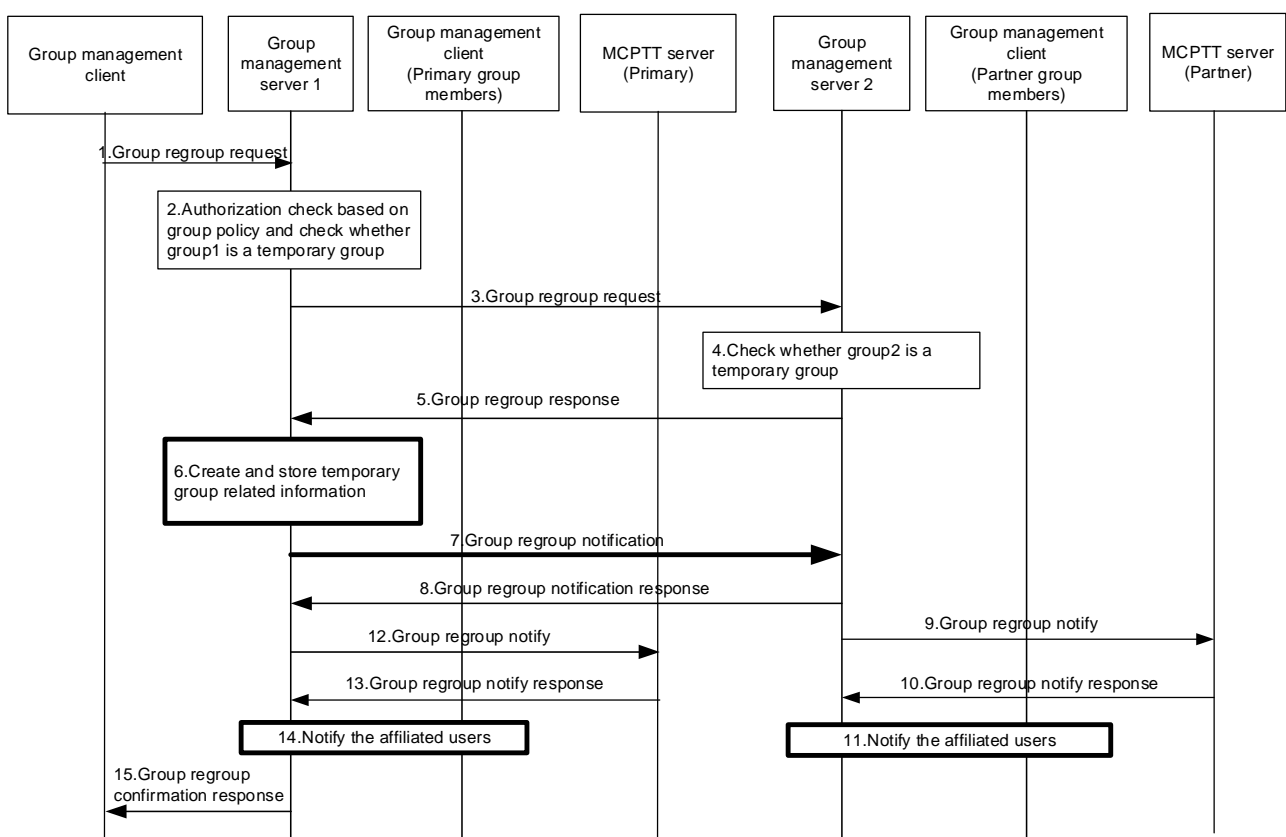 Group management
client
Group
management
server 1
Group management
client
(Primary group
members)
MCPTT server
(Primary)
Group
management
server 2
Group management
client
(Partner group
members)
MCPTT server
(Partner)
1.Group regroup request
2.Authorization check based on
group policy and check whether
group1 is a temporary group
3.Group regroup request
4.Check whether group2 is a
temporary group
5.Group regroup response
6.Create and store temporary
group related information
7.Group regroup notification
8.Group regroup notification response
9.Group regroup notify
12.Group regroup notify
13.Group regroup notify response
10.Group regroup notify response
14.Notify the affiliated users
11.Notify the affiliated users
15.Group regroup
confirmation response